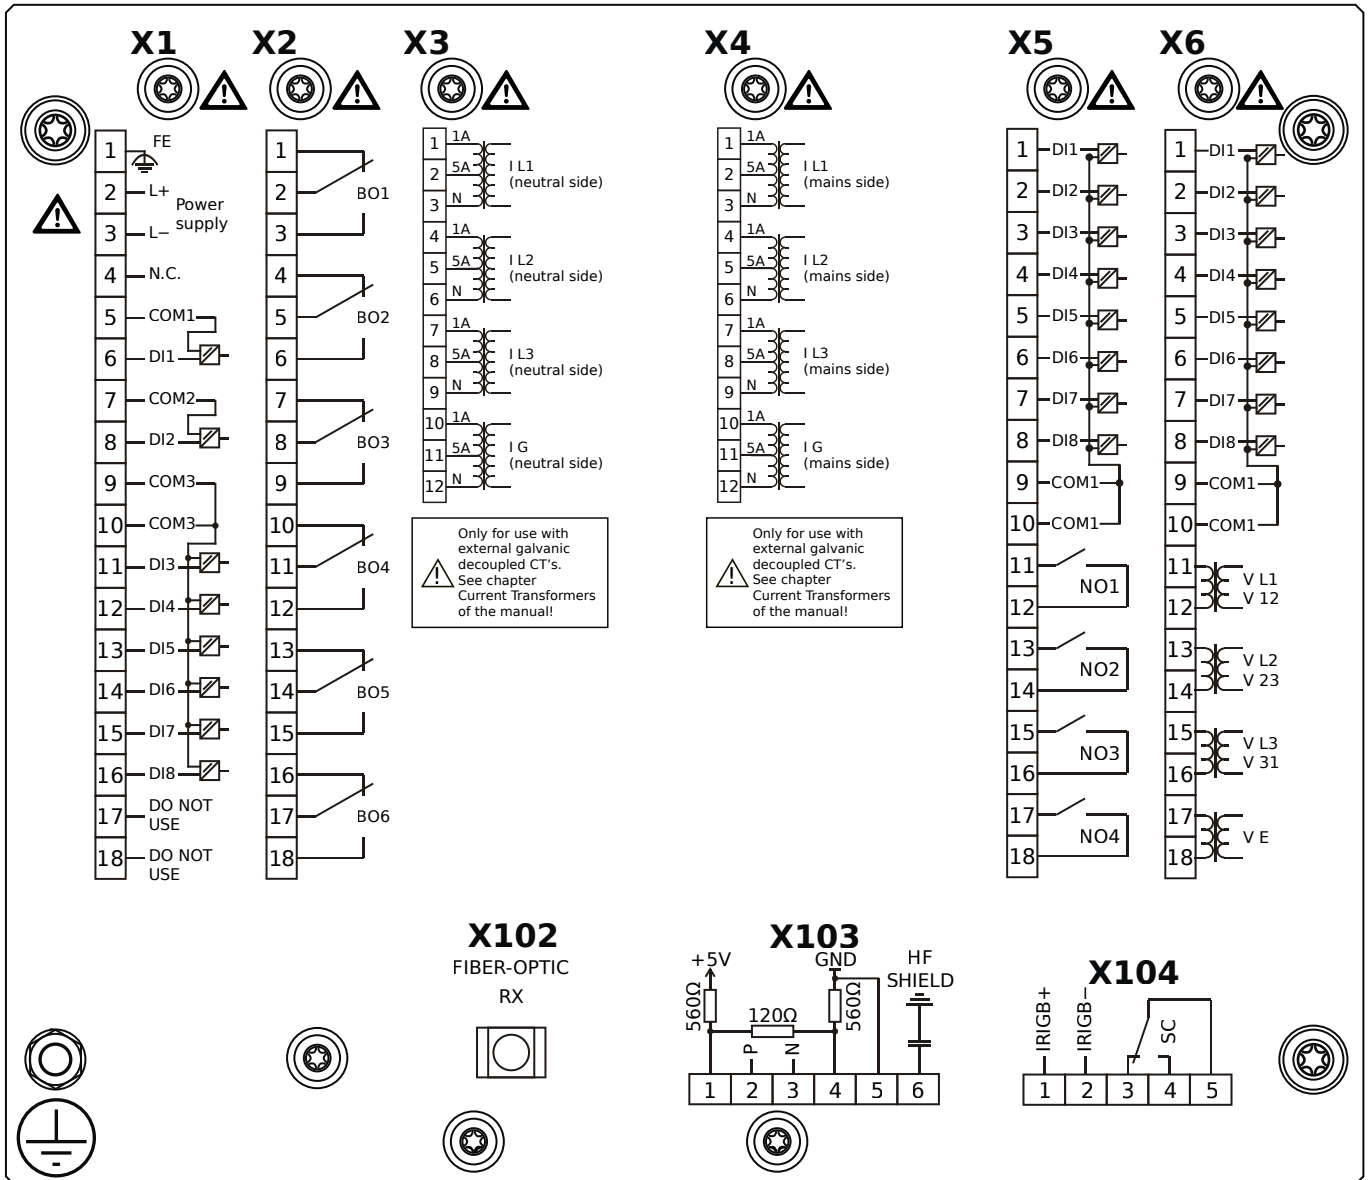 X1
1
FE
2
L+
Power
supply
3
L−
4
N.C.
5
COM1
6
DI1
7
COM2
8
DI2
9
COM3
10
COM3
11
DI3
12
DI4
13
DI5
14
DI6
15
DI7
16
DI8
17
DO NOT
USE
18
DO NOT
USE
X2
1
2
BO1
3
4
5
BO2
6
7
8
BO3
9
10
11
BO4
12
13
14
BO5
15
16
17
BO6
18
X3
1
1A
2
5A
I L1
(neutral side)
3
N
4
1A
5
5A
I L2
(neutral side)
6
N
7
1A
8
5A
I L3
(neutral side)
9
N
10
1A
11
5A
I G
(neutral side)
12
N
Only for use with
external galvanic
decoupled CT's.
See chapter
Current Transformers
of the manual!
X4
1
1A
2
5A
I L1
(mains side)
3
N
4
1A
5
5A
I L2
(mains side)
6
N
7
1A
8
5A
I L3
(mains side)
9
N
10
1A
11
5A
I G
(mains side)
12
N
Only for use with
external galvanic
decoupled CT's.
See chapter
Current Transformers
of the manual!
X5
1
DI1
2
DI2
3
DI3
4
DI4
5
DI5
6
DI6
7
DI7
8
DI8
9
COM1
10
COM1
11
NO1
12
13
NO2
14
15
NO3
16
17
NO4
18
X6
1
DI1
2
DI2
3
DI3
4
DI4
5
DI5
6
DI6
7
DI7
8
DI8
9
COM1
10
COM1
11
V L1
V 12
12
13
V L2
V 23
14
15
V L3
V 31
16
17
V E
18
X102
FIBER-OPTIC
RX
X103
+5V
GND
HF
SHIELD
560Ω
120Ω
560Ω
P
N
1 2 3 4 5 6
X104
IRIGB+
IRIGB−
SC
1 2 3 4 5